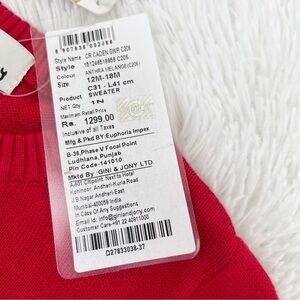 8 907836 002086
Style Name CR CADEN SWR C206
Style 151246518958 C206
Colour ANTHRA MELANGE(C206)
Size 12M-18M
C31 - L41 cm
Product SWEATER
NET Qty 1N
Maximum Retail Price
Rs. 1299.00
Inclusive of all Taxes
Mfg & Pkd BY:Euphoria Impex
B-36,Phase V Focal Point
Ludhiana,Punjab
Pin Code-141010
Mktd By: GINI & JONY LTD.
A-601,Citipoint, Next to Hotel
Kohinoor, Andheri-Kurla Road
J B Nagar Andheri-East
Mumbai-400059 India
In Case Of Any Suggestions
Email: info@giniandjony.com
Customer Care-+91 22 40911000
D27833038-37